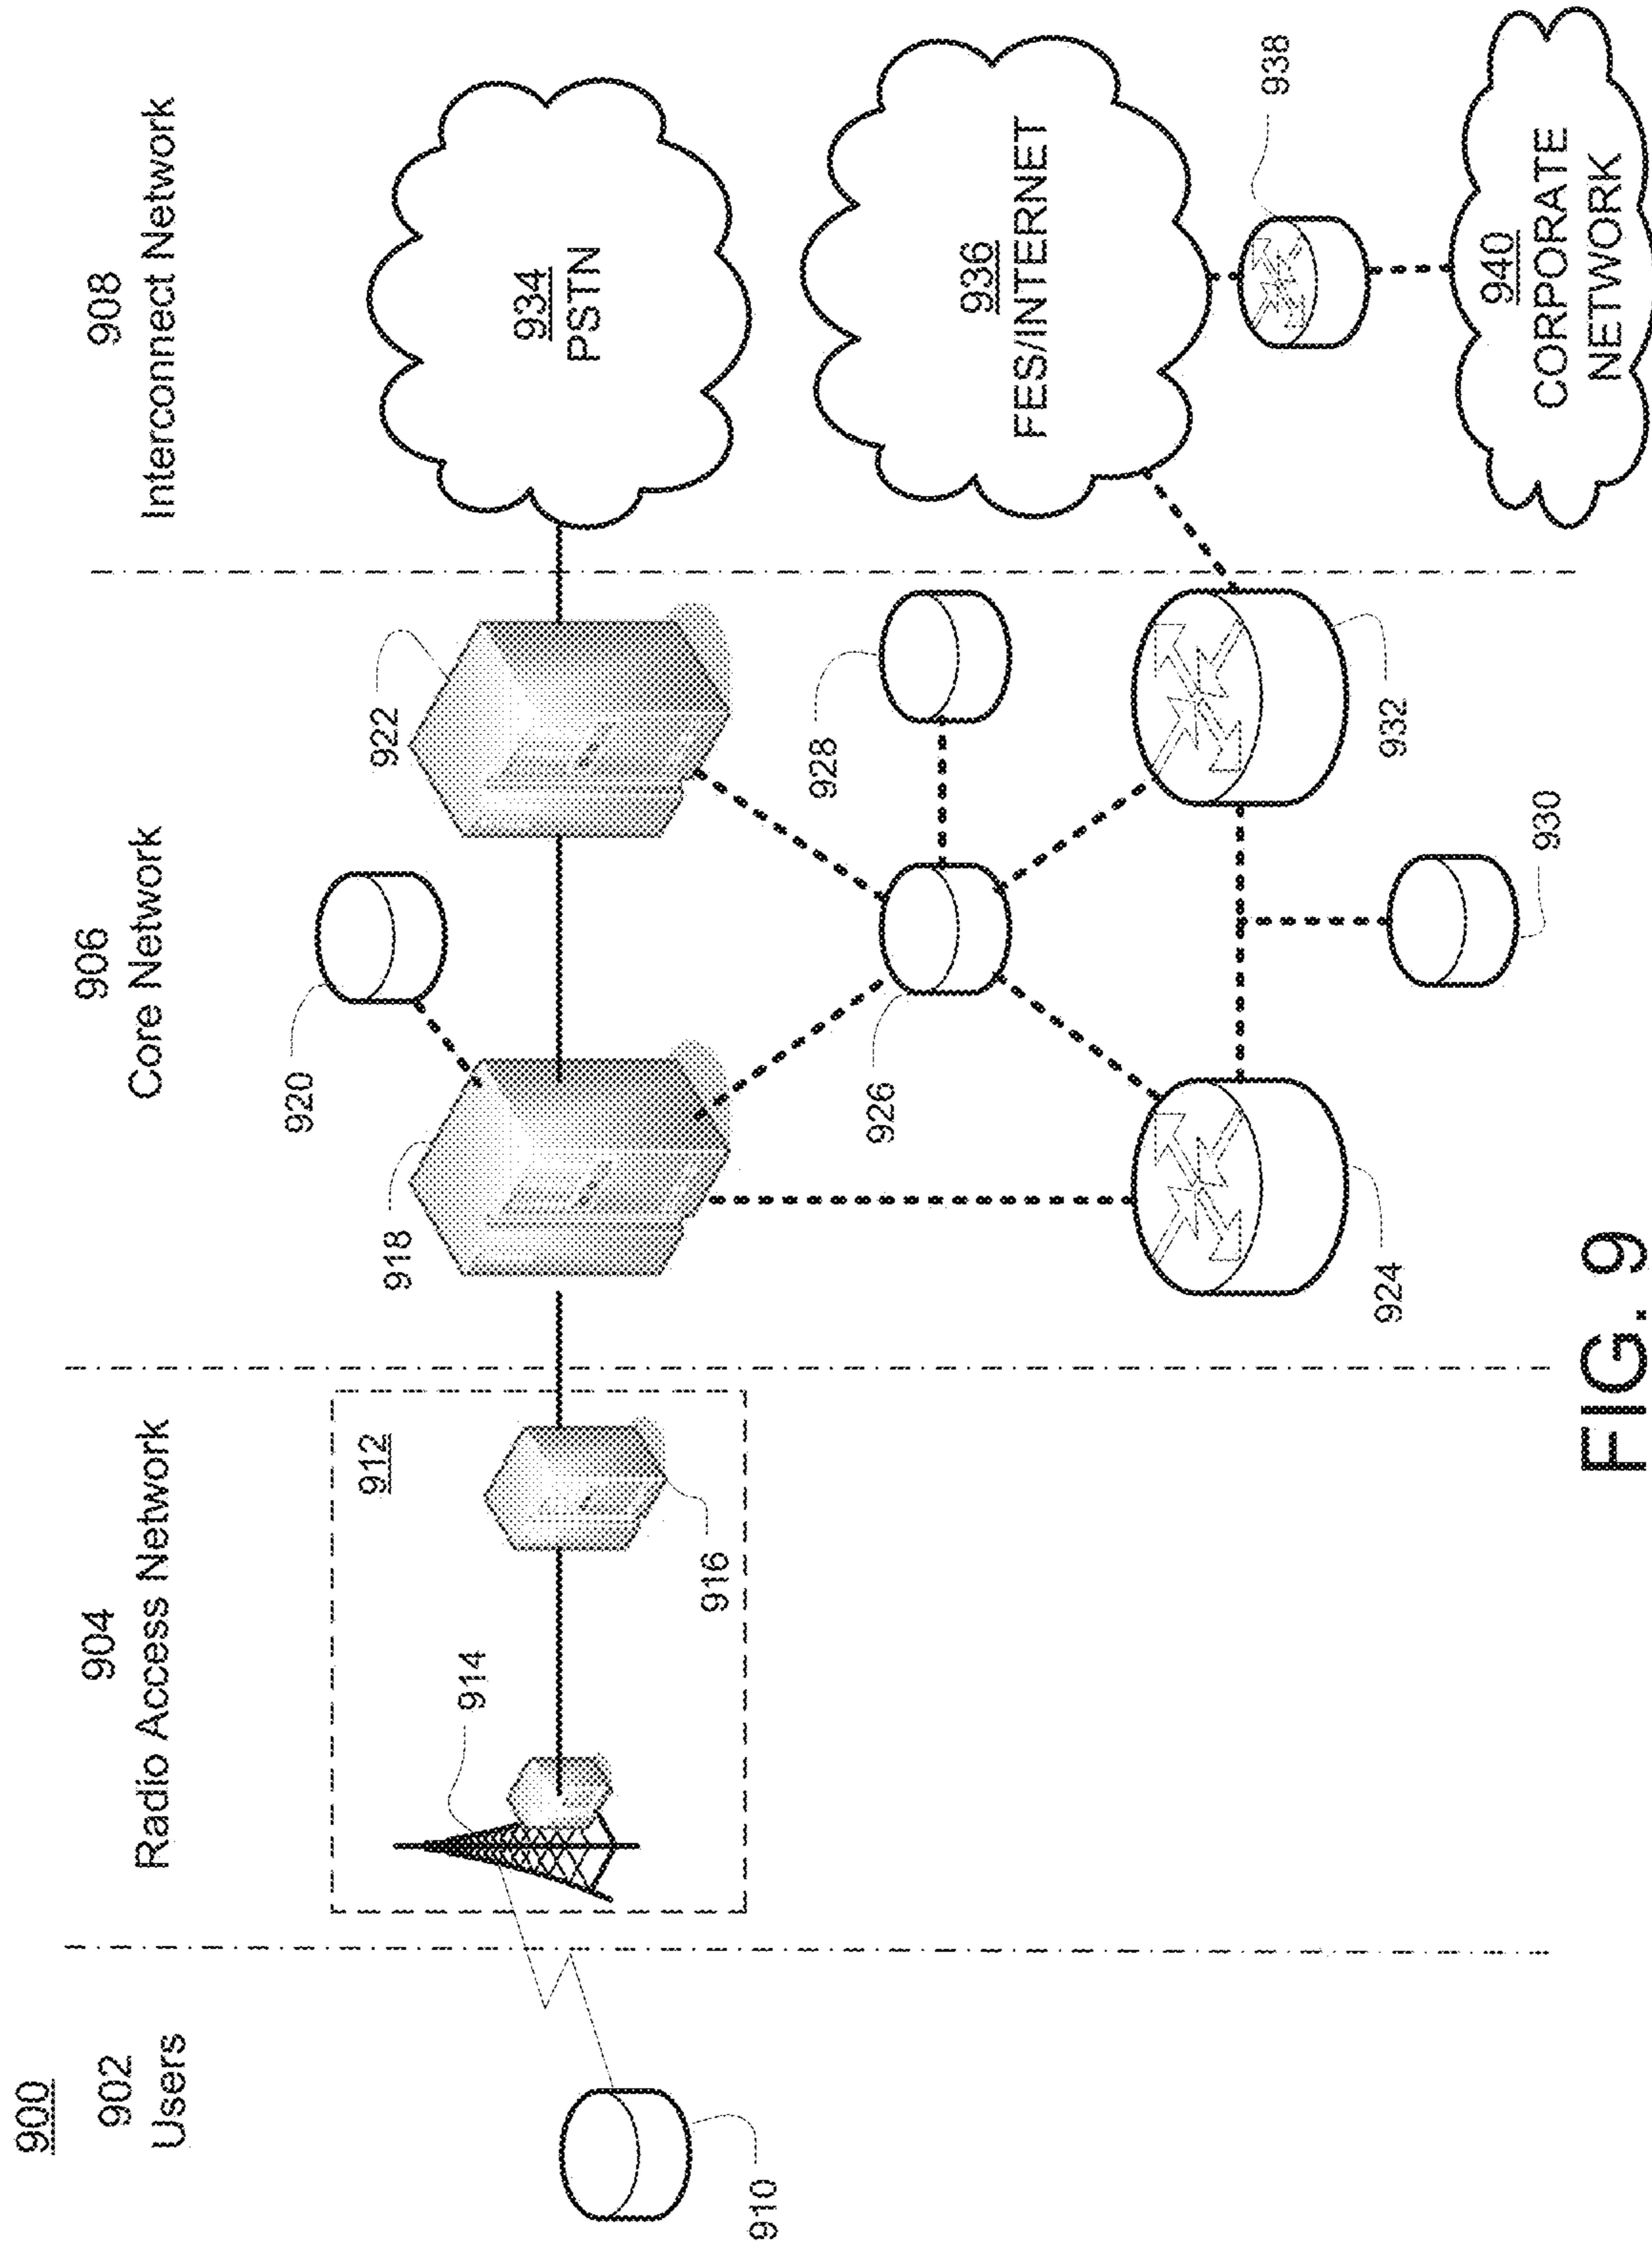 900
902
Users
904
Radio Access Network
906
Core Network
908
Interconnect Network
910
912
914
916
918
920
922
924
926
928
930
932
934
PSTN
936
FES/INTERNET
938
940
CORPORATE
NETWORK
FIG. 9